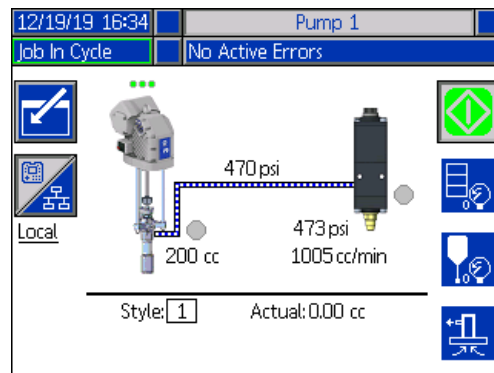 12/19/19 16:34
Pump 1
Job In Cycle
No Active Errors
470 psi
Local
473 psi
200 cc
1005 cc/min
Style: 1
Actual: 0.00 cc